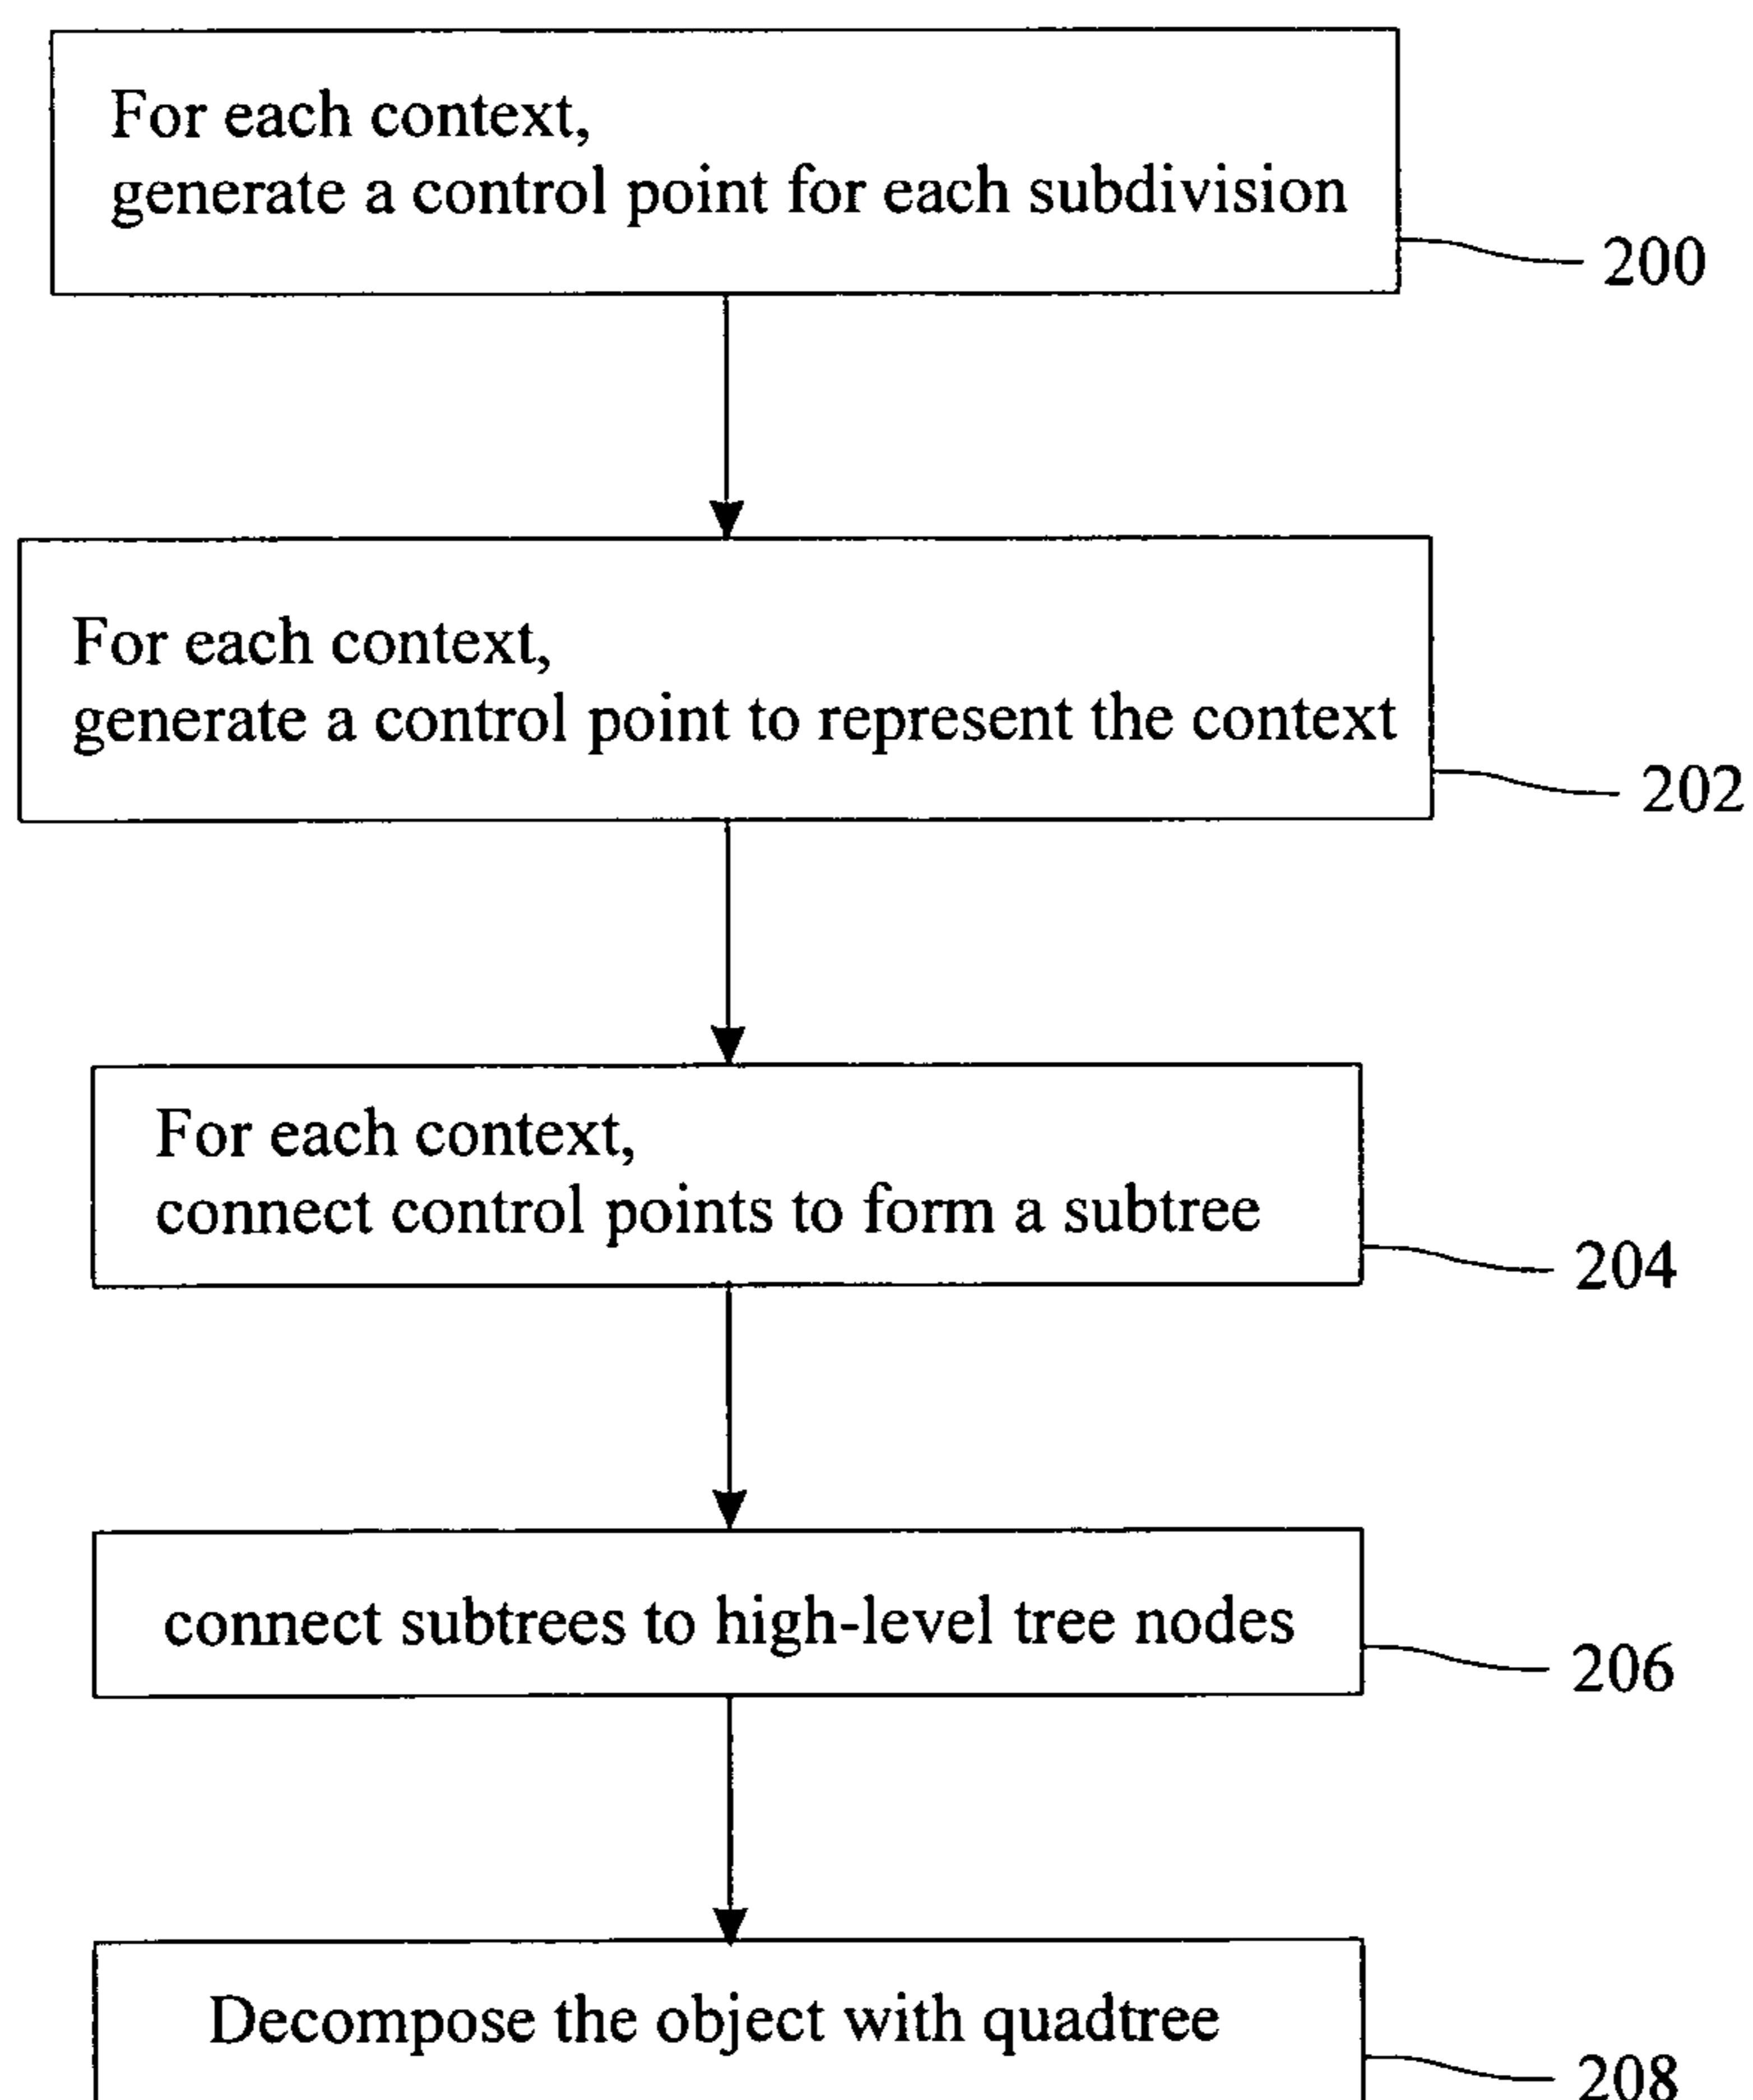 For each context,
generate a control point for each subdivision
200
For each context,
generate a control point to represent the context
202
For each context,
connect control points to form a subtree
204
connect subtrees to high-level tree nodes
206
Decompose the object with quadtree
208